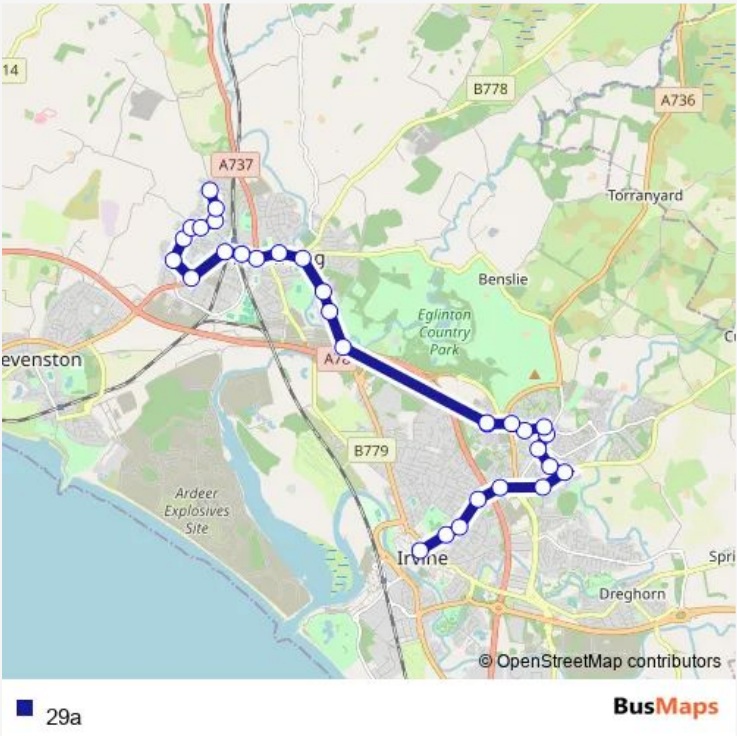 14
B778
A736
A737
Torranyard
g
Benslie
Eglinton
Country
Park
evenston
A78
B779
Ardeer
Explosives
Site
Irvine
Spri
Dreghorn
© OpenStreetMap contributors
29a
BusMaps